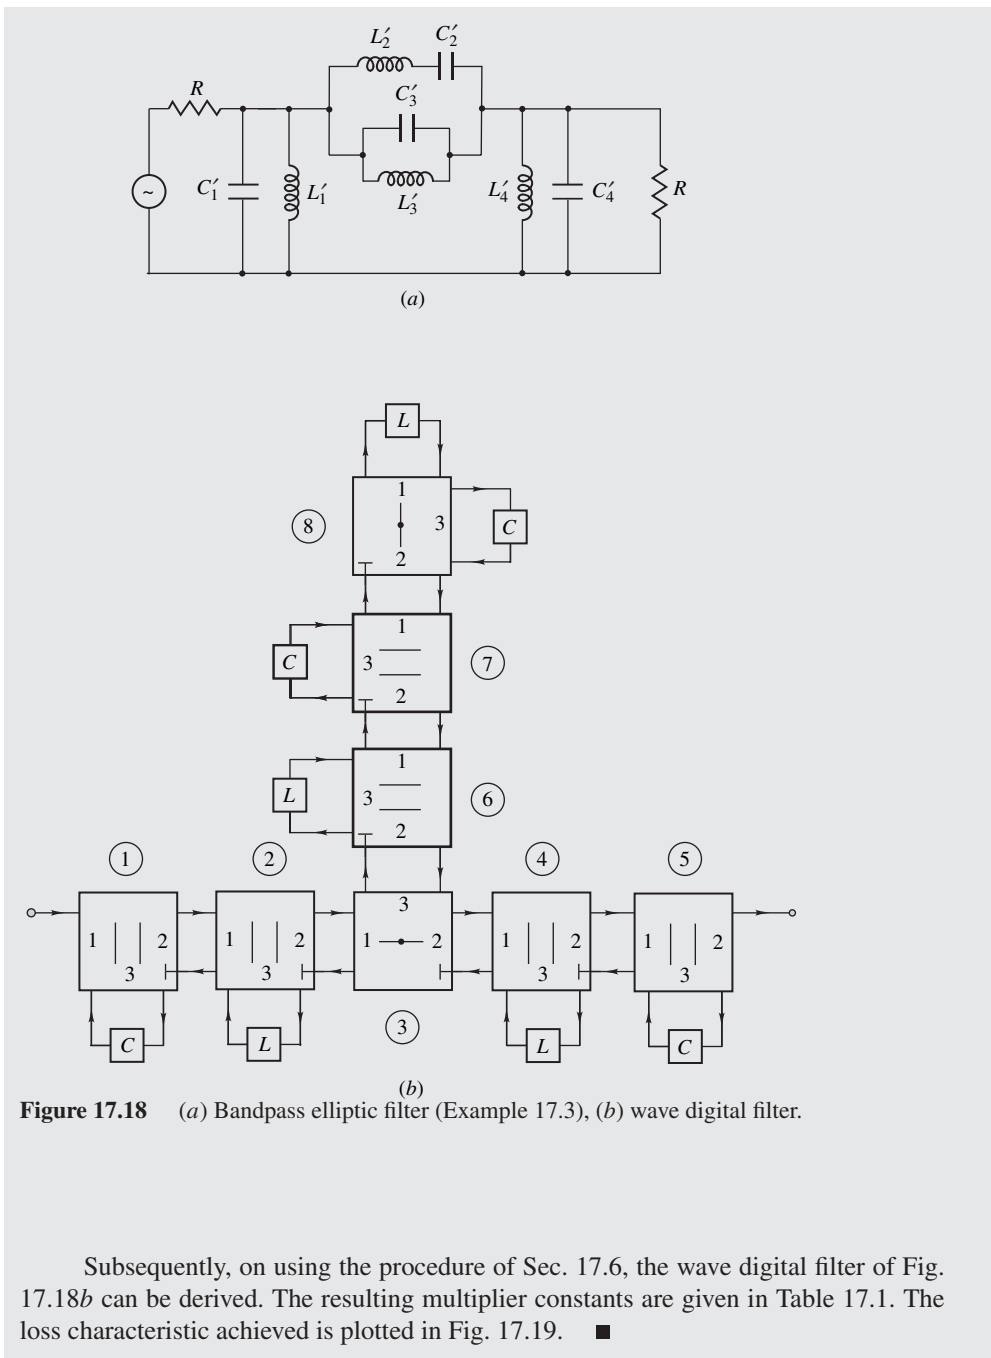 L′2 C′2
R C′3
~ C′1 L′1 L′3 L′4 C′4 R
(a)
L
1
8 3 C
2
1
C 3 7
2
1
L 3 6
2
1 2 3 4 5
1 2 1 2 1 2 1 2 1 2
3 3 3 3
C L 3 L C
(b)
Figure 17.18 (a) Bandpass elliptic filter (Example 17.3), (b) wave digital filter.
Subsequently, on using the procedure of Sec. 17.6, the wave digital filter of Fig.
17.18b can be derived. The resulting multiplier constants are given in Table 17.1. The
loss characteristic achieved is plotted in Fig. 17.19. ■